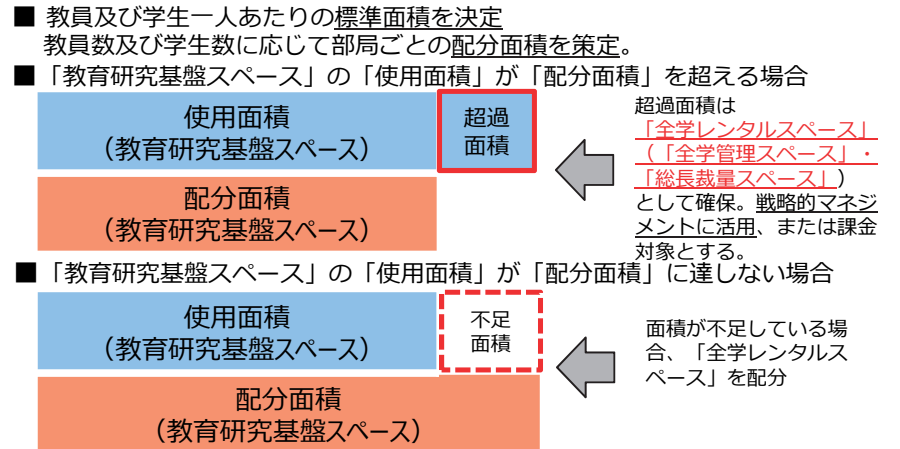 ■ 教員及び学生一人あたりの標準面積を決定
教員数及び学生数に応じて部局ごとの配分面積を策定。
■「教育研究基盤スペース」の「使用面積」が「配分面積」を超える場合
使用面積
（教育研究基盤スペース）
超過
面積
配分面積
（教育研究基盤スペース）
超過面積は
「全学レンタルスペース」
（「全学管理スペース」・
「総長裁量スペース」）
として確保。戦略的マネジ
メントに活用、または課金
対象とする。
■「教育研究基盤スペース」の「使用面積」が「配分面積」に達しない場合
使用面積
（教育研究基盤スペース）
不足
面積
配分面積
（教育研究基盤スペース）
面積が不足している場
合、「全学レンタルス
ペース」を配分